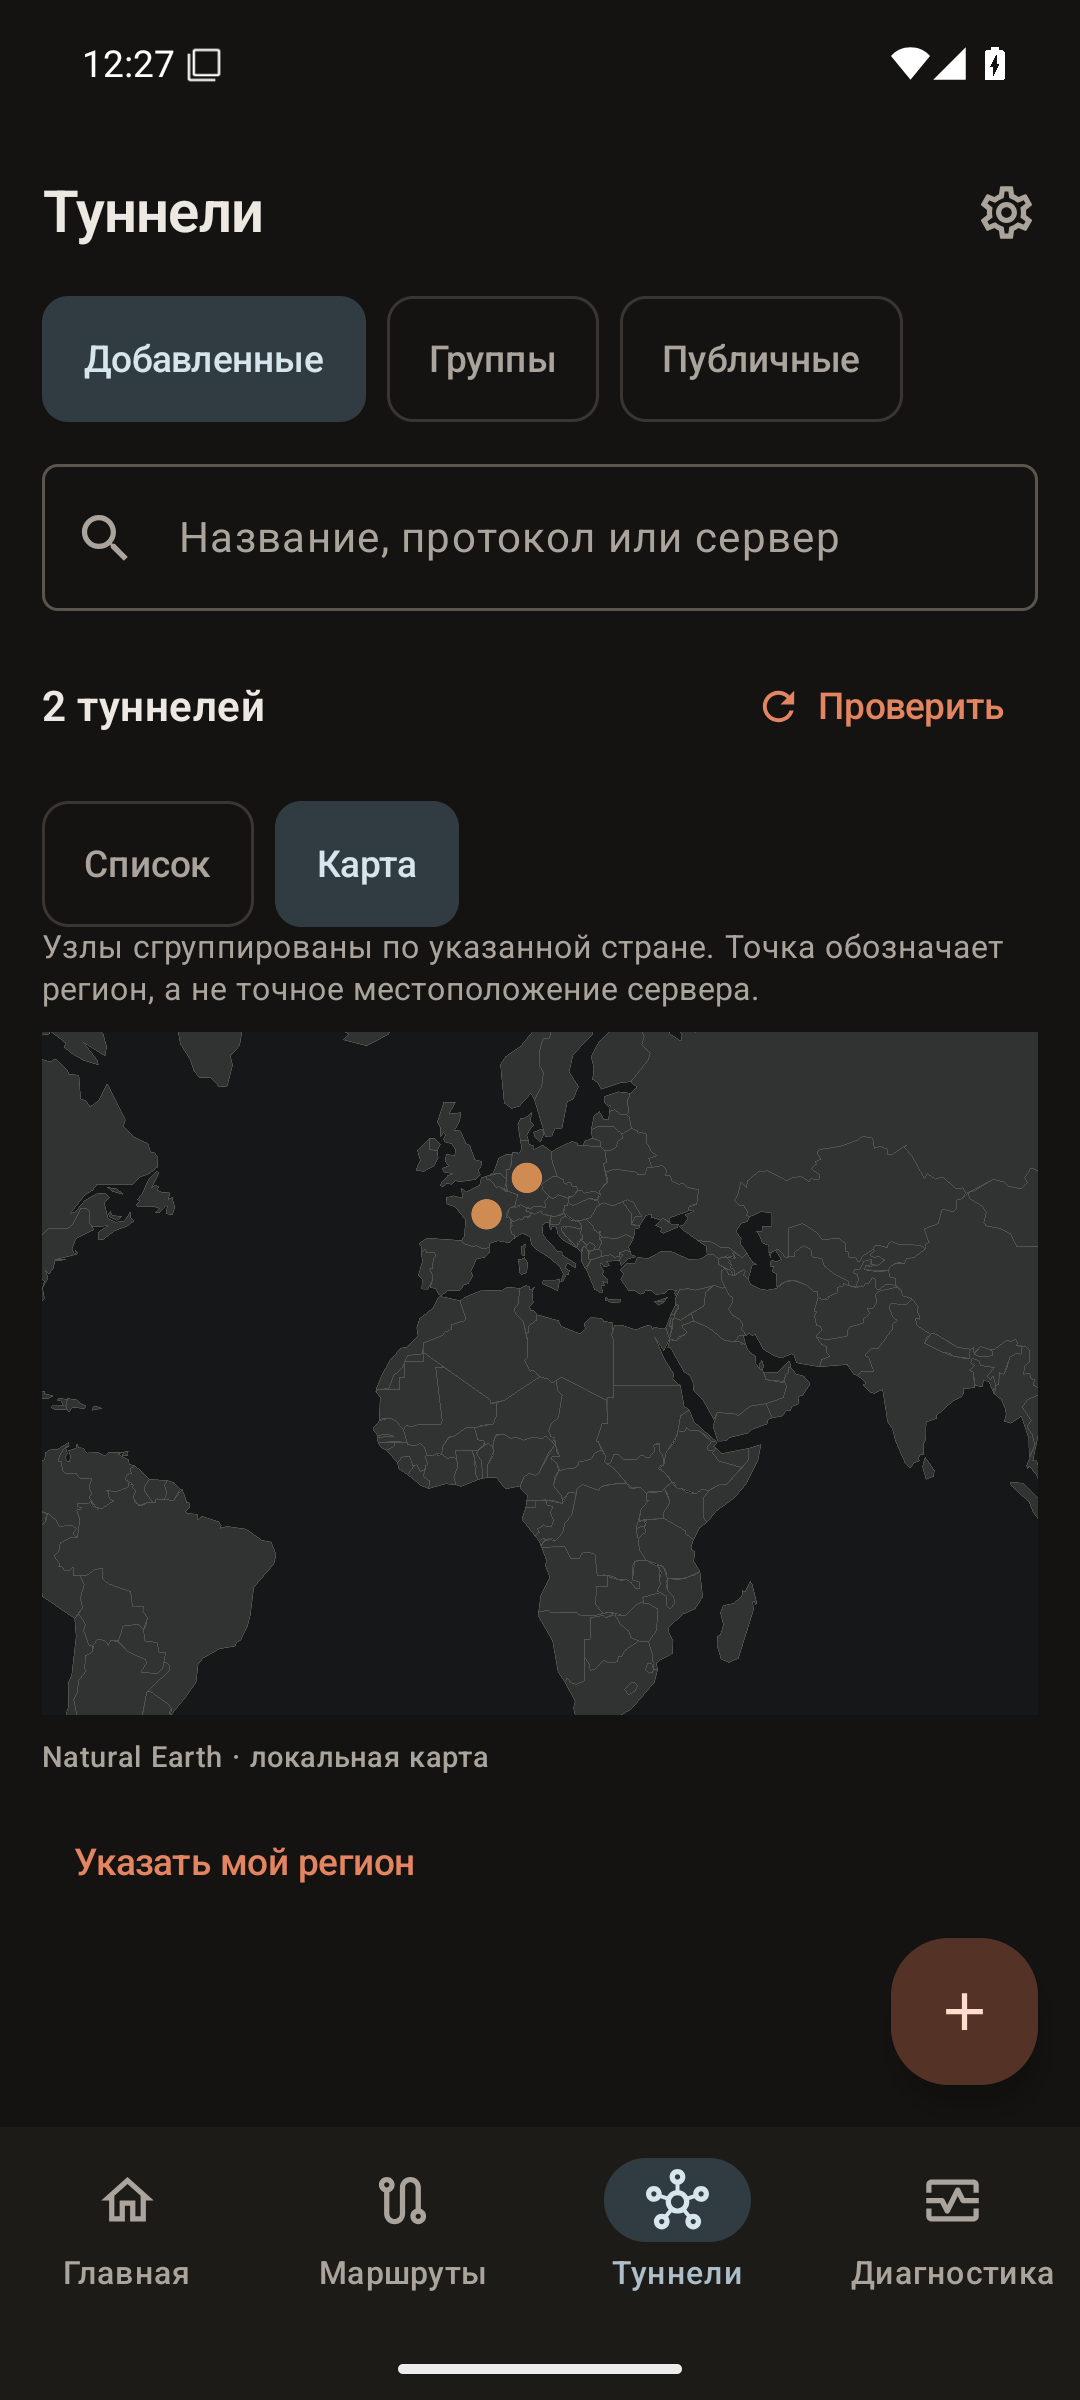 12:27
Туннели
Добавленные
Группы
Публичные
Название, протокол или сервер
2 туннелей
Проверить
Список
Карта
Узлы сгруппированы по указанной стране. Точка обозначает
регион, а не точное местоположение сервера.
Natural Earth · локальная карта
Указать мой регион
Главная
Маршруты
Туннели
Диагностика